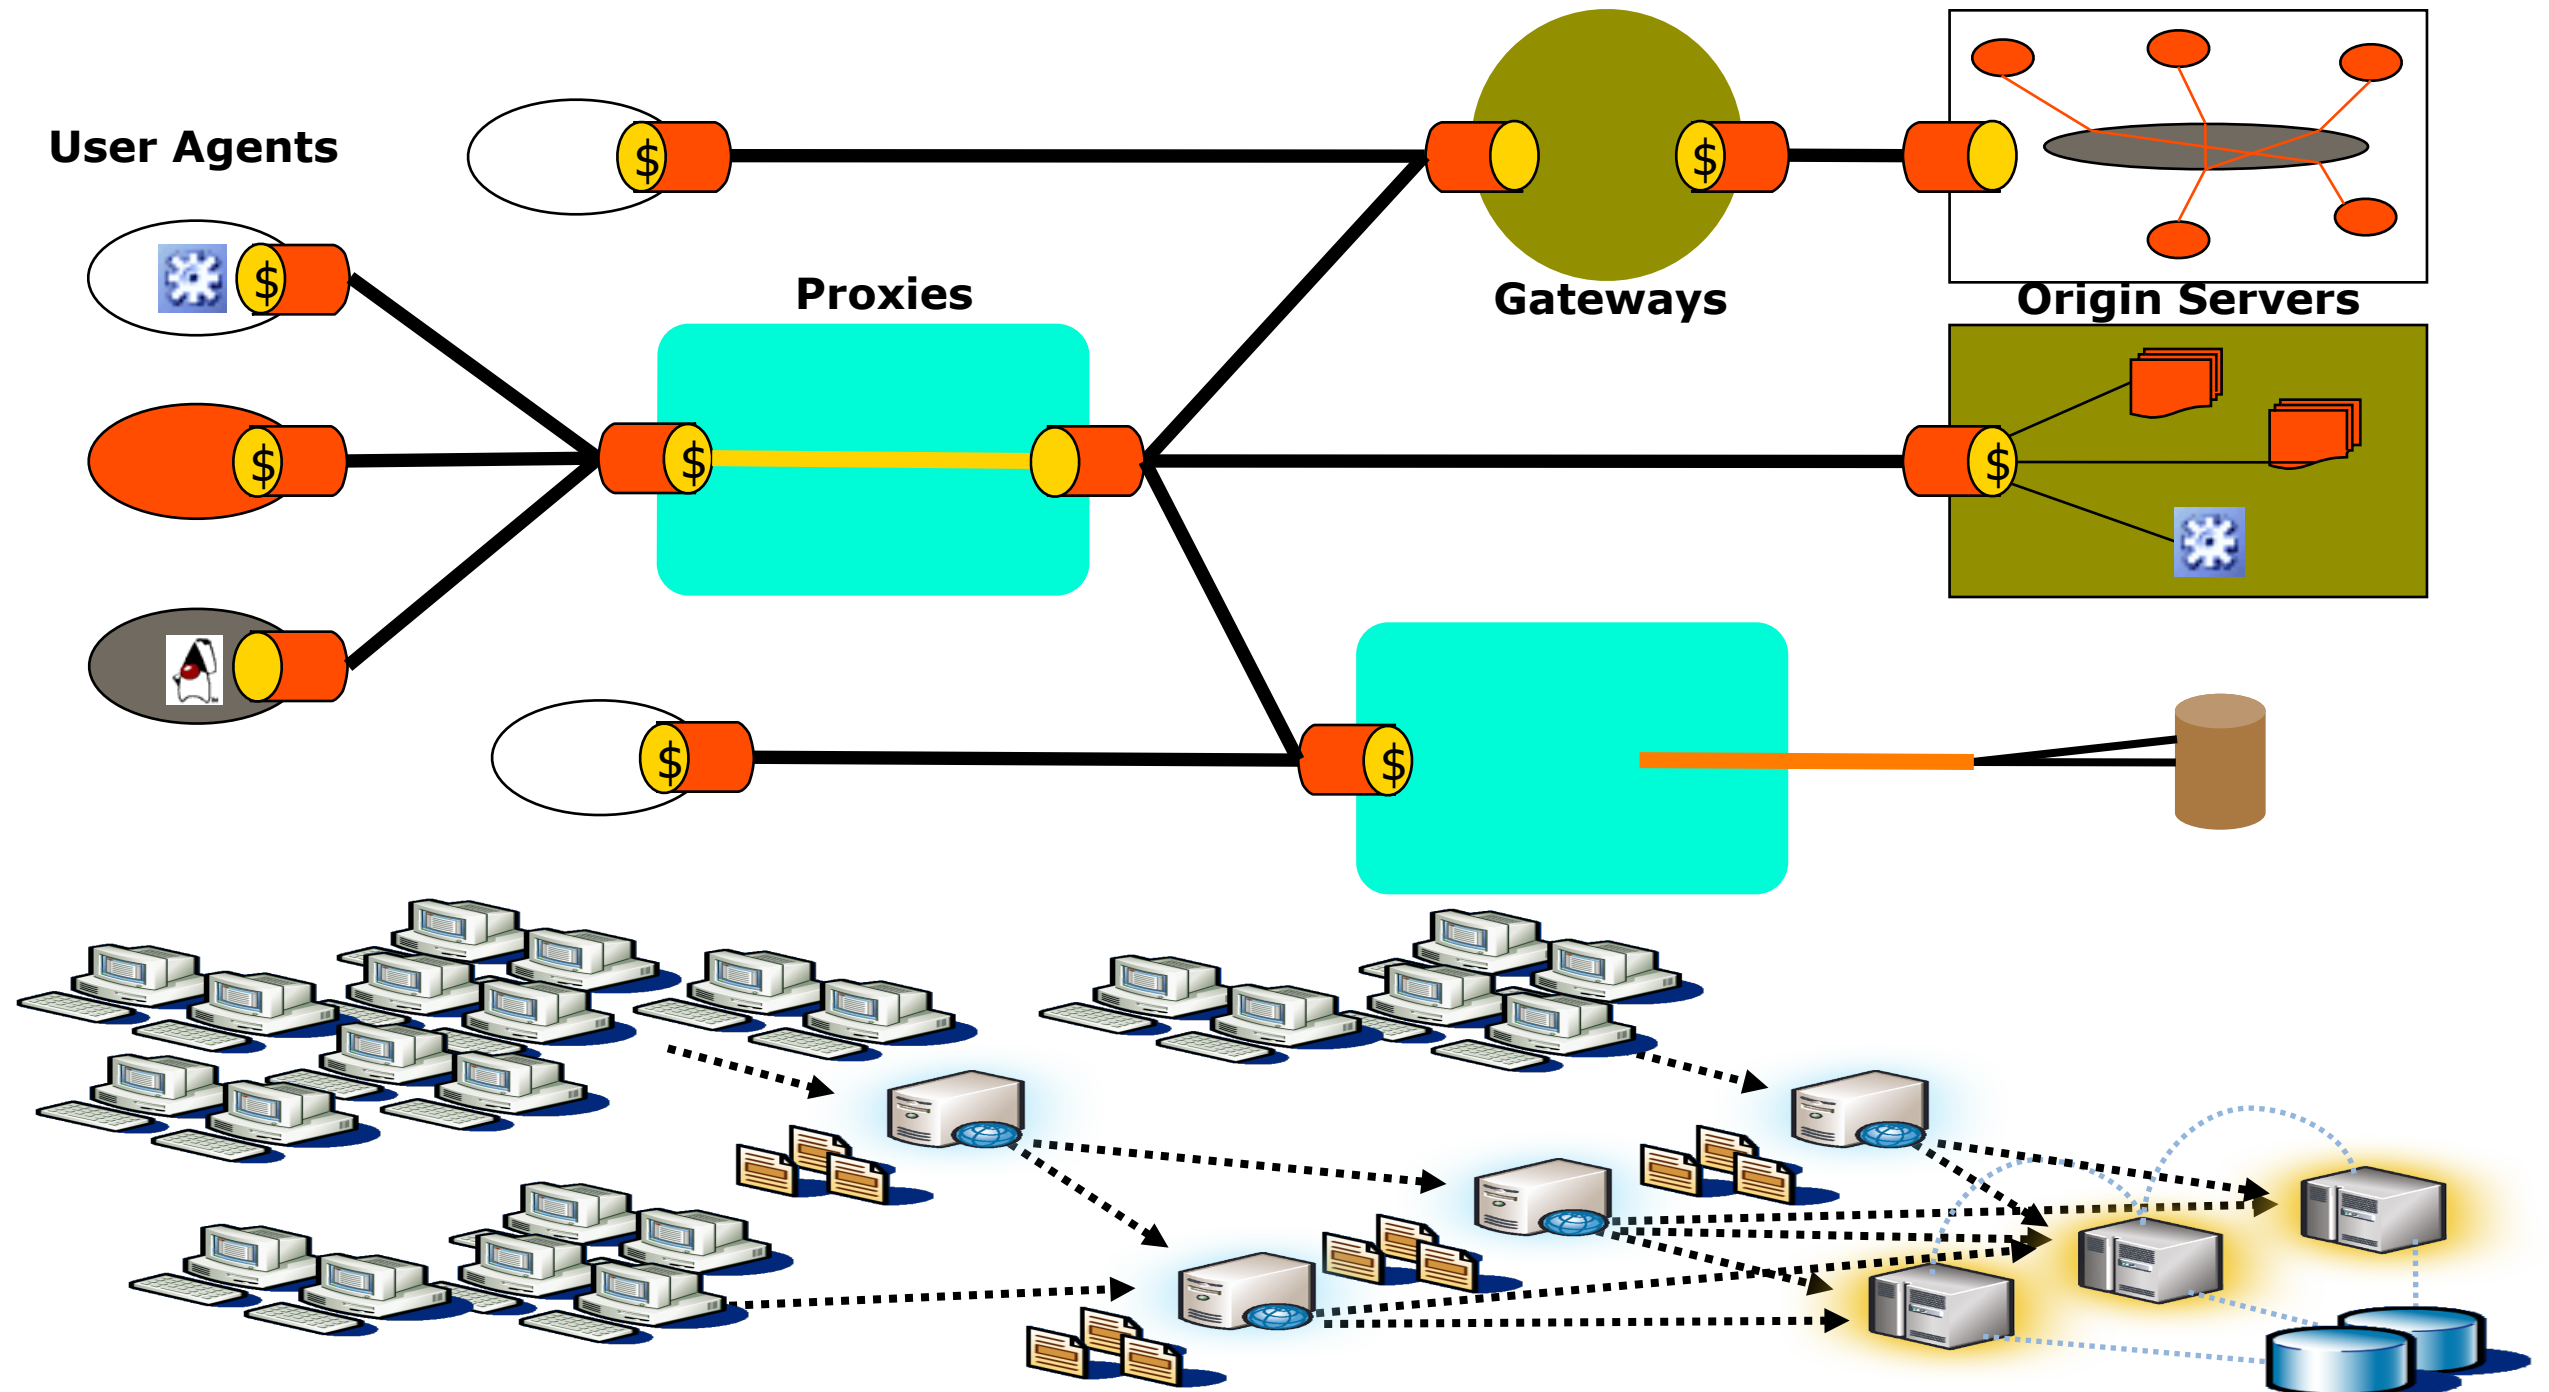 User Agents
$
$
$
Proxies
$
$
Gateways
$
Origin Servers
$
$
$